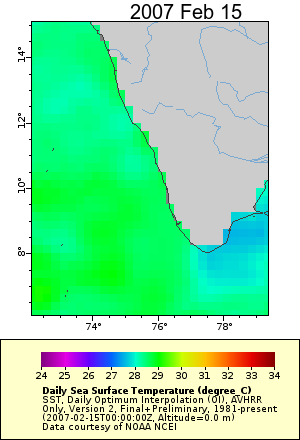 2007 Feb 15
14°
12°
10°
8°
74° 76° 78°
24 25 26 27 28 29 30 31 32 33 34
Daily Sea Surface Temperature (degree_C)
SST, Daily Optimum Interpolation (OI), AVHRR
Only, Version 2, Final+Preliminary, 1981-present
(2007-02-15T00:00:00Z, Altitude=0.0 m)
Data courtesy of NOAA NCEI